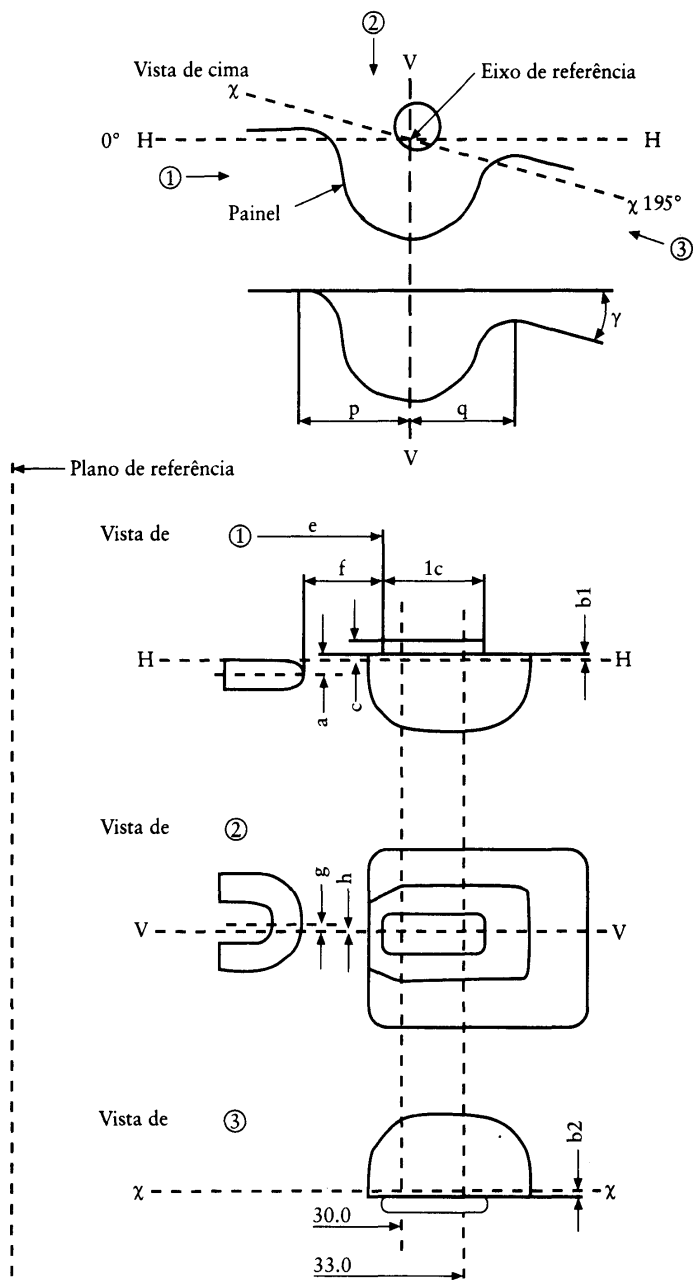 ②
V
Vista de cima
Eixo de referência
χ
0° H H
①
Painel
χ 195°
③
γ
p q
V
Plano de referência
Vista de ① e
f 1c
b1
H H
a
c
Vista de ②
g
h
V V
Vista de ③
b2
χ χ
30.0
33.0